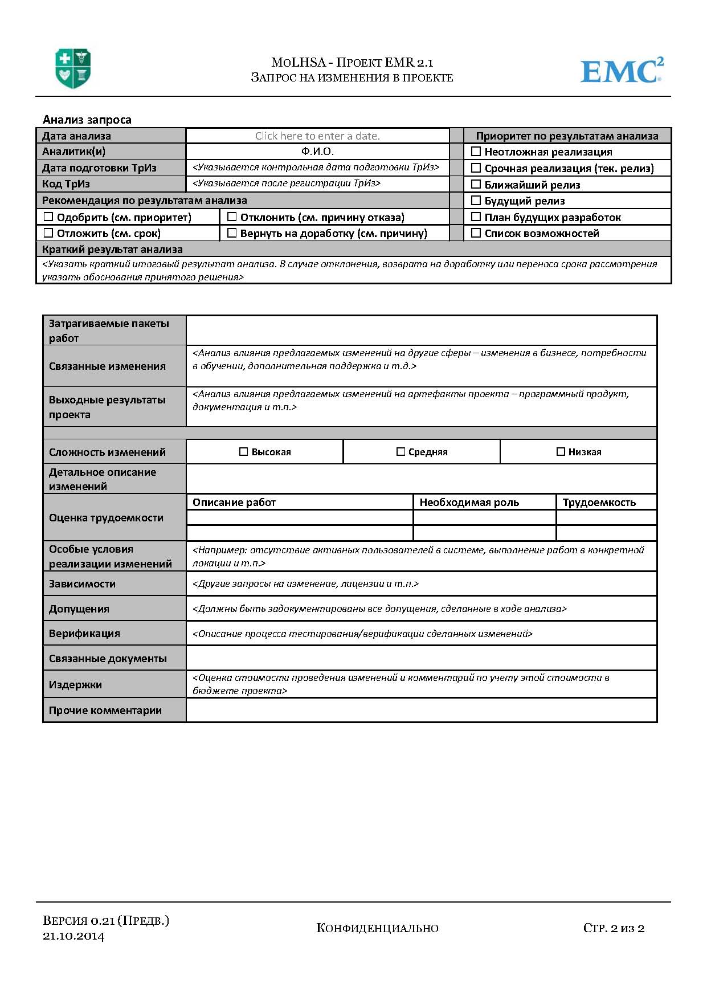 MoLHSA - Проект EMR 2.1
Запрос на изменения в проекте
EMC²
Анализ запроса
Дата анализа Click here to enter a date. Приоритет по результатам анализа
Аналитик(и) Ф.И.О. ☐ Неотложная реализация
Дата подготовки ТрИз <Указывается контрольная дата подготовки ТрИз> ☐ Срочная реализация (тек. релиз)
Код ТрИз <Указывается после регистрации ТрИз> ☐ Ближайший релиз
Рекомендация по результатам анализа ☐ Будущий релиз
☐ Одобрить (см. приоритет) ☐ Отклонить (см. причину отказа) ☐ План будущих разработок
☐ Отложить (см. срок) ☐ Вернуть на доработку (см. причину) ☐ Список возможностей
Краткий результат анализа
<Указать краткий итоговый результат анализа. В случае отклонения, возврата на доработку или переноса срока рассмотрения
указать обоснования принятого решения>
Затрагиваемые пакеты
работ
Связанные изменения
<Анализ влияния предлагаемых изменений на другие сферы – изменения в бизнесе, потребности
в обучении, дополнительная поддержка и т.д.>
Выходные результаты
проекта
<Анализ влияния предлагаемых изменений на артефакты проекта – программный продукт,
документация и т.п.>
Сложность изменений ☐ Высокая ☐ Средняя ☐ Низкая
Детальное описание
изменений
Оценка трудоемкости
Описание работ Необходимая роль Трудоемкость
Особые условия
реализации изменений
<Например: отсутствие активных пользователей в системе, выполнение работ в конкретной
локации и т.п.>
Зависимости <Другие запросы на изменение, лицензии и т.п.>
Допущения <Должны быть задокументированы все допущения, сделанные в ходе анализа>
Верификация <Описание процесса тестирования/верификации сделанных изменений>
Связанные документы
Издержки
<Оценка стоимости проведения изменений и комментарий по учету этой стоимости в
бюджете проекта>
Прочие комментарии
Версия 0.21 (Предв.)
21.10.2014
Конфиденциально
Стр. 2 из 2